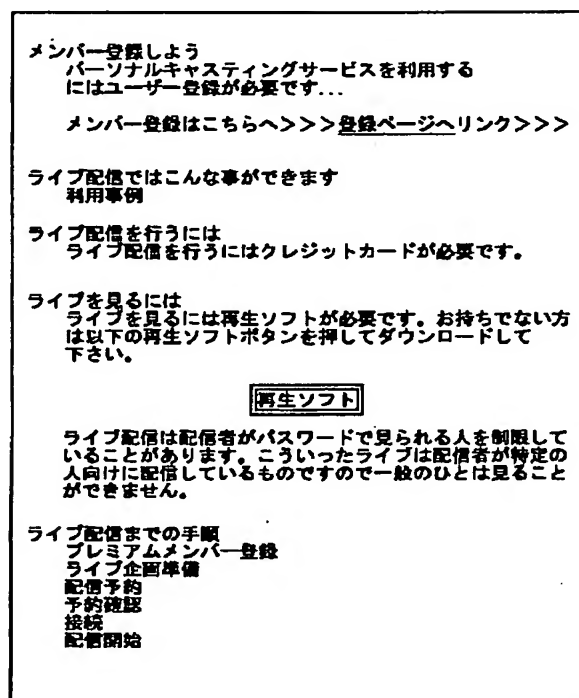 メンバー登録しよう
パーソナルキャスティングサービスを利用する
にはユーザー登録が必要です...
メンバー登録はこちらへ>>>登録ページへリンク>>>
ライブ配信ではこんな事ができます
利用事例
ライブ配信を行うには
ライブ配信を行うにはクレジットカードが必要です。
ライブを見るには
ライブを見るには再生ソフトが必要です。お持ちでない方
は以下の再生ソフトボタンを押してダウンロードして
下さい。
再生ソフト
ライブ配信は配信者がパスワードで見られる人を制限して
いることがあります。こういったライブは配信者が特定の
人向けに配信しているものですので一般のひとは見ること
ができません。
ライブ配信までの手順
プレミアムメンバー登録
ライブ企画準備
配信予約
予約確認
接続
配信開始